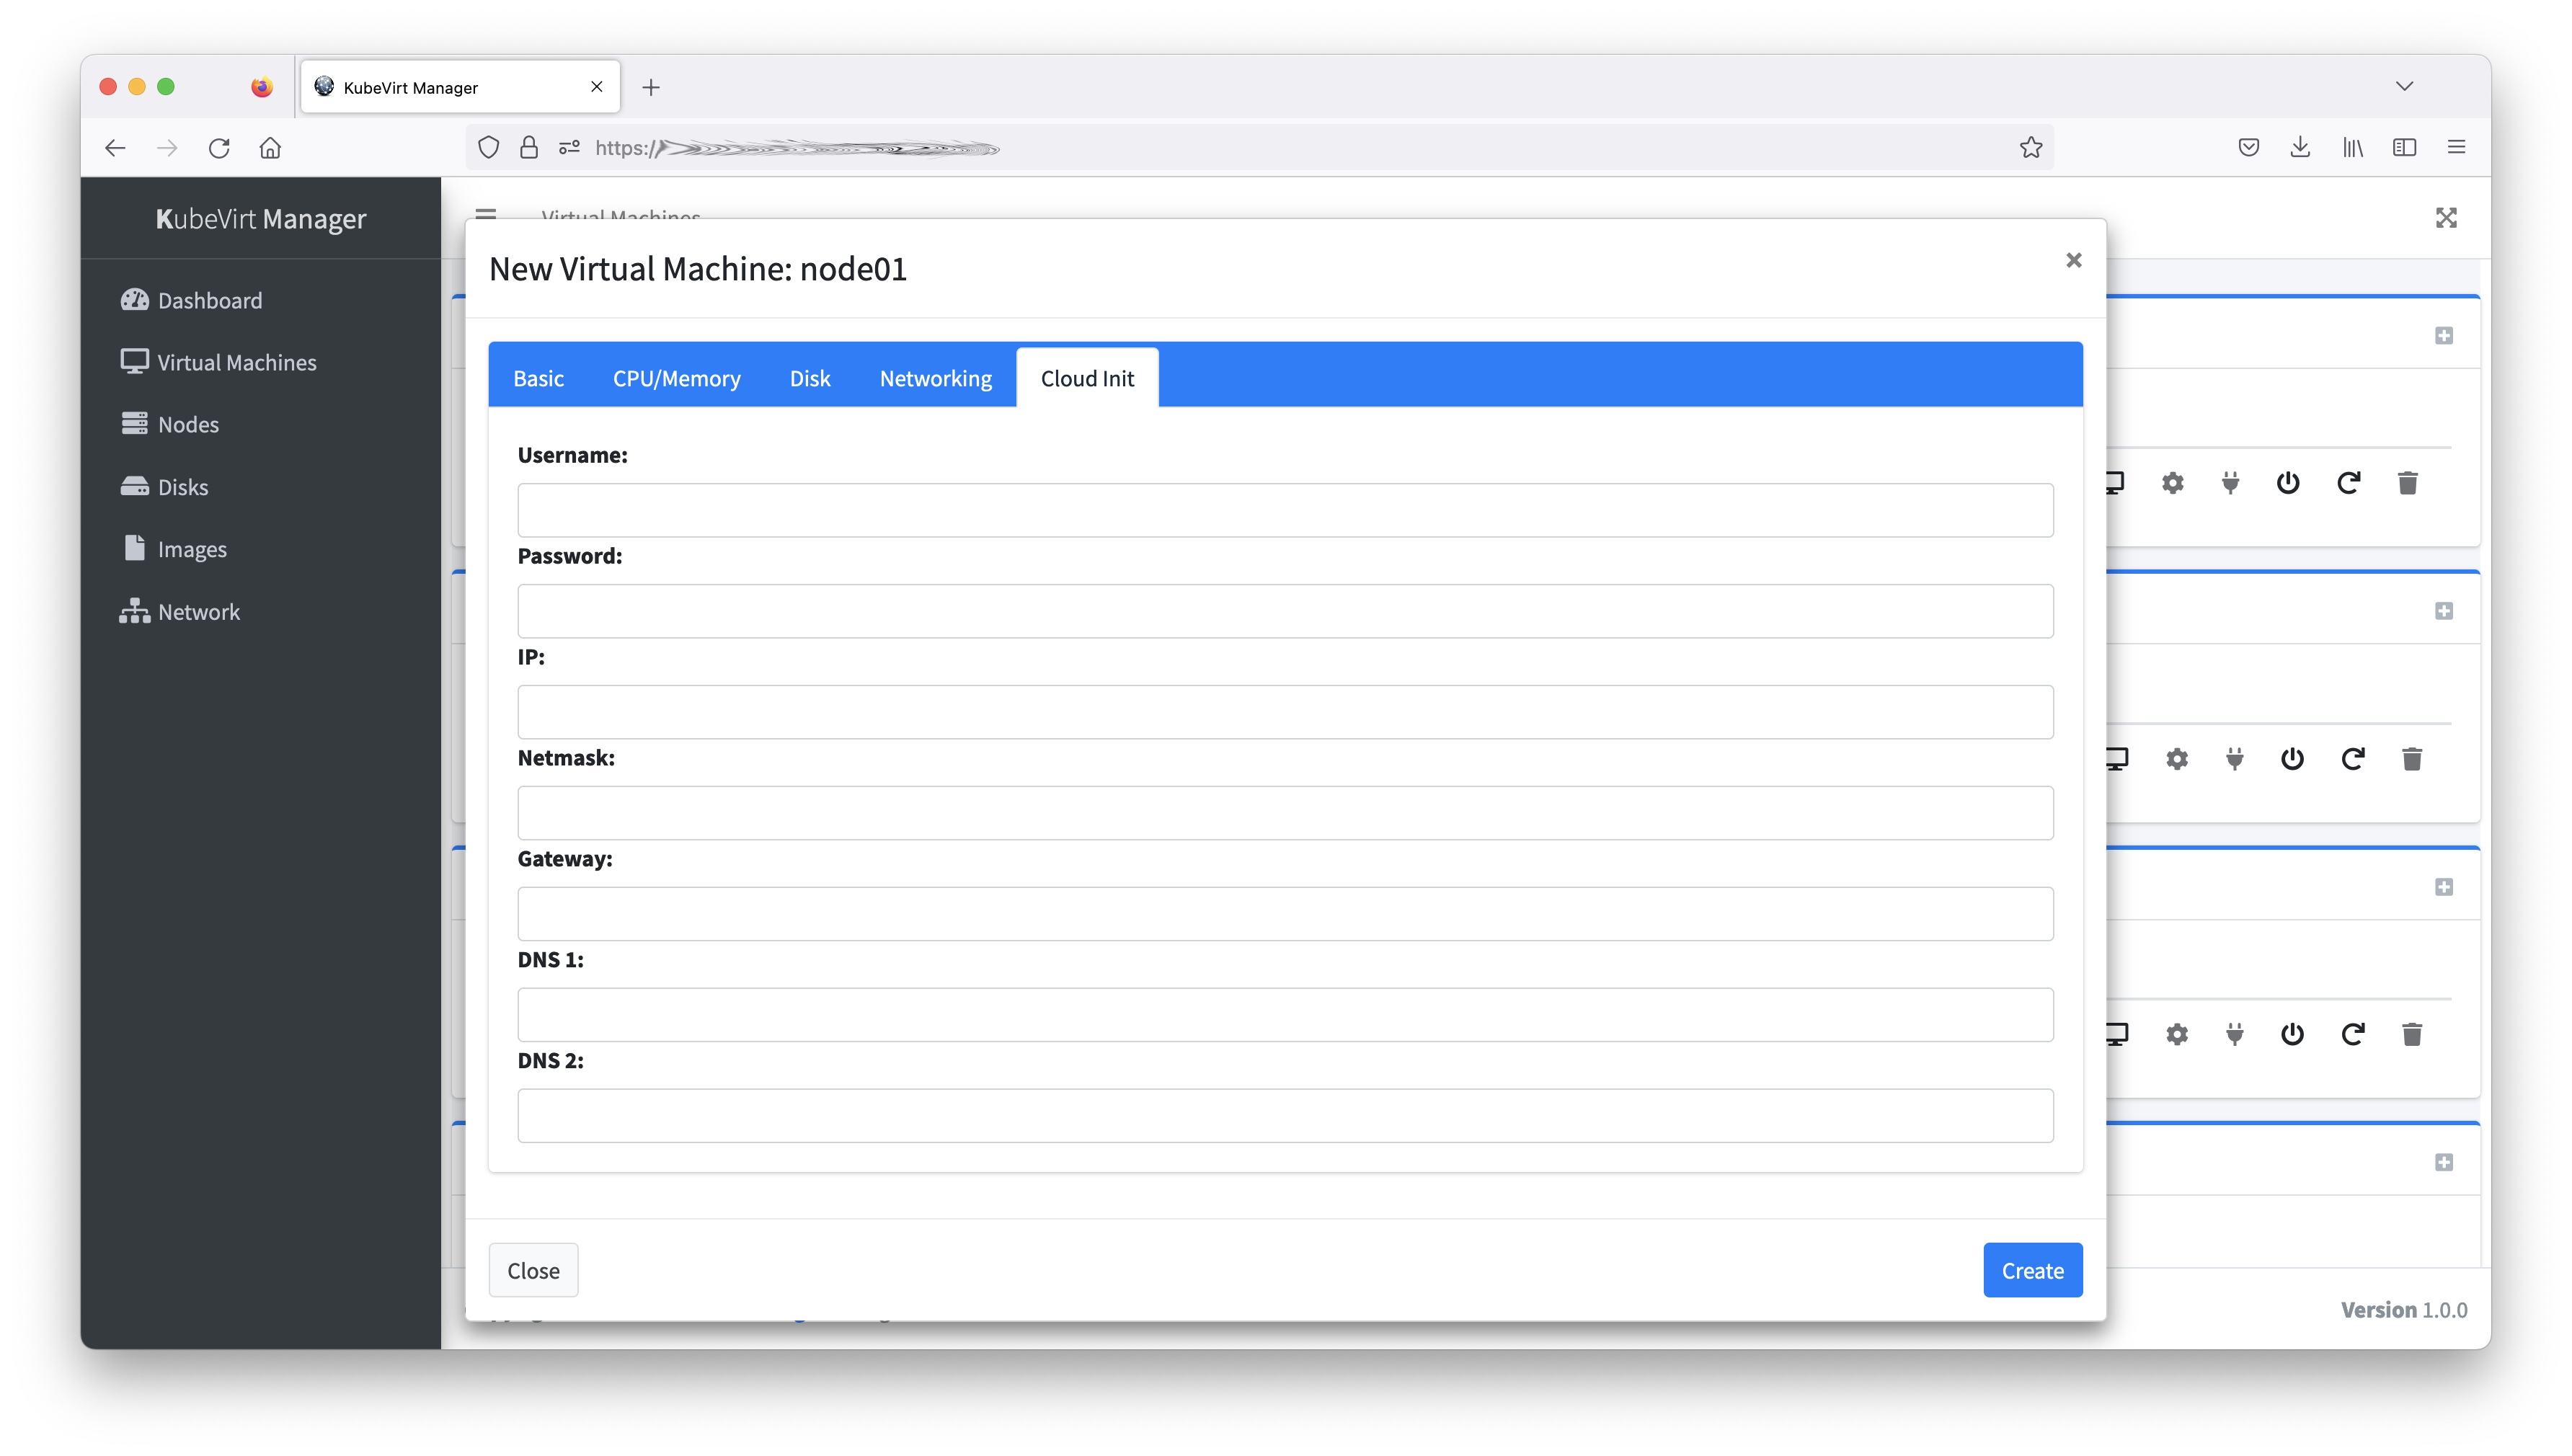 KubeVirt Manager
https://
KubeVirt Manager
Virtual Machines
Dashboard
Virtual Machines
Nodes
Disks
Images
Network
New Virtual Machine: node01
Basic CPU/Memory Disk Networking Cloud Init
Username:
Password:
IP:
Netmask:
Gateway:
DNS 1:
DNS 2:
Close Create
Version 1.0.0